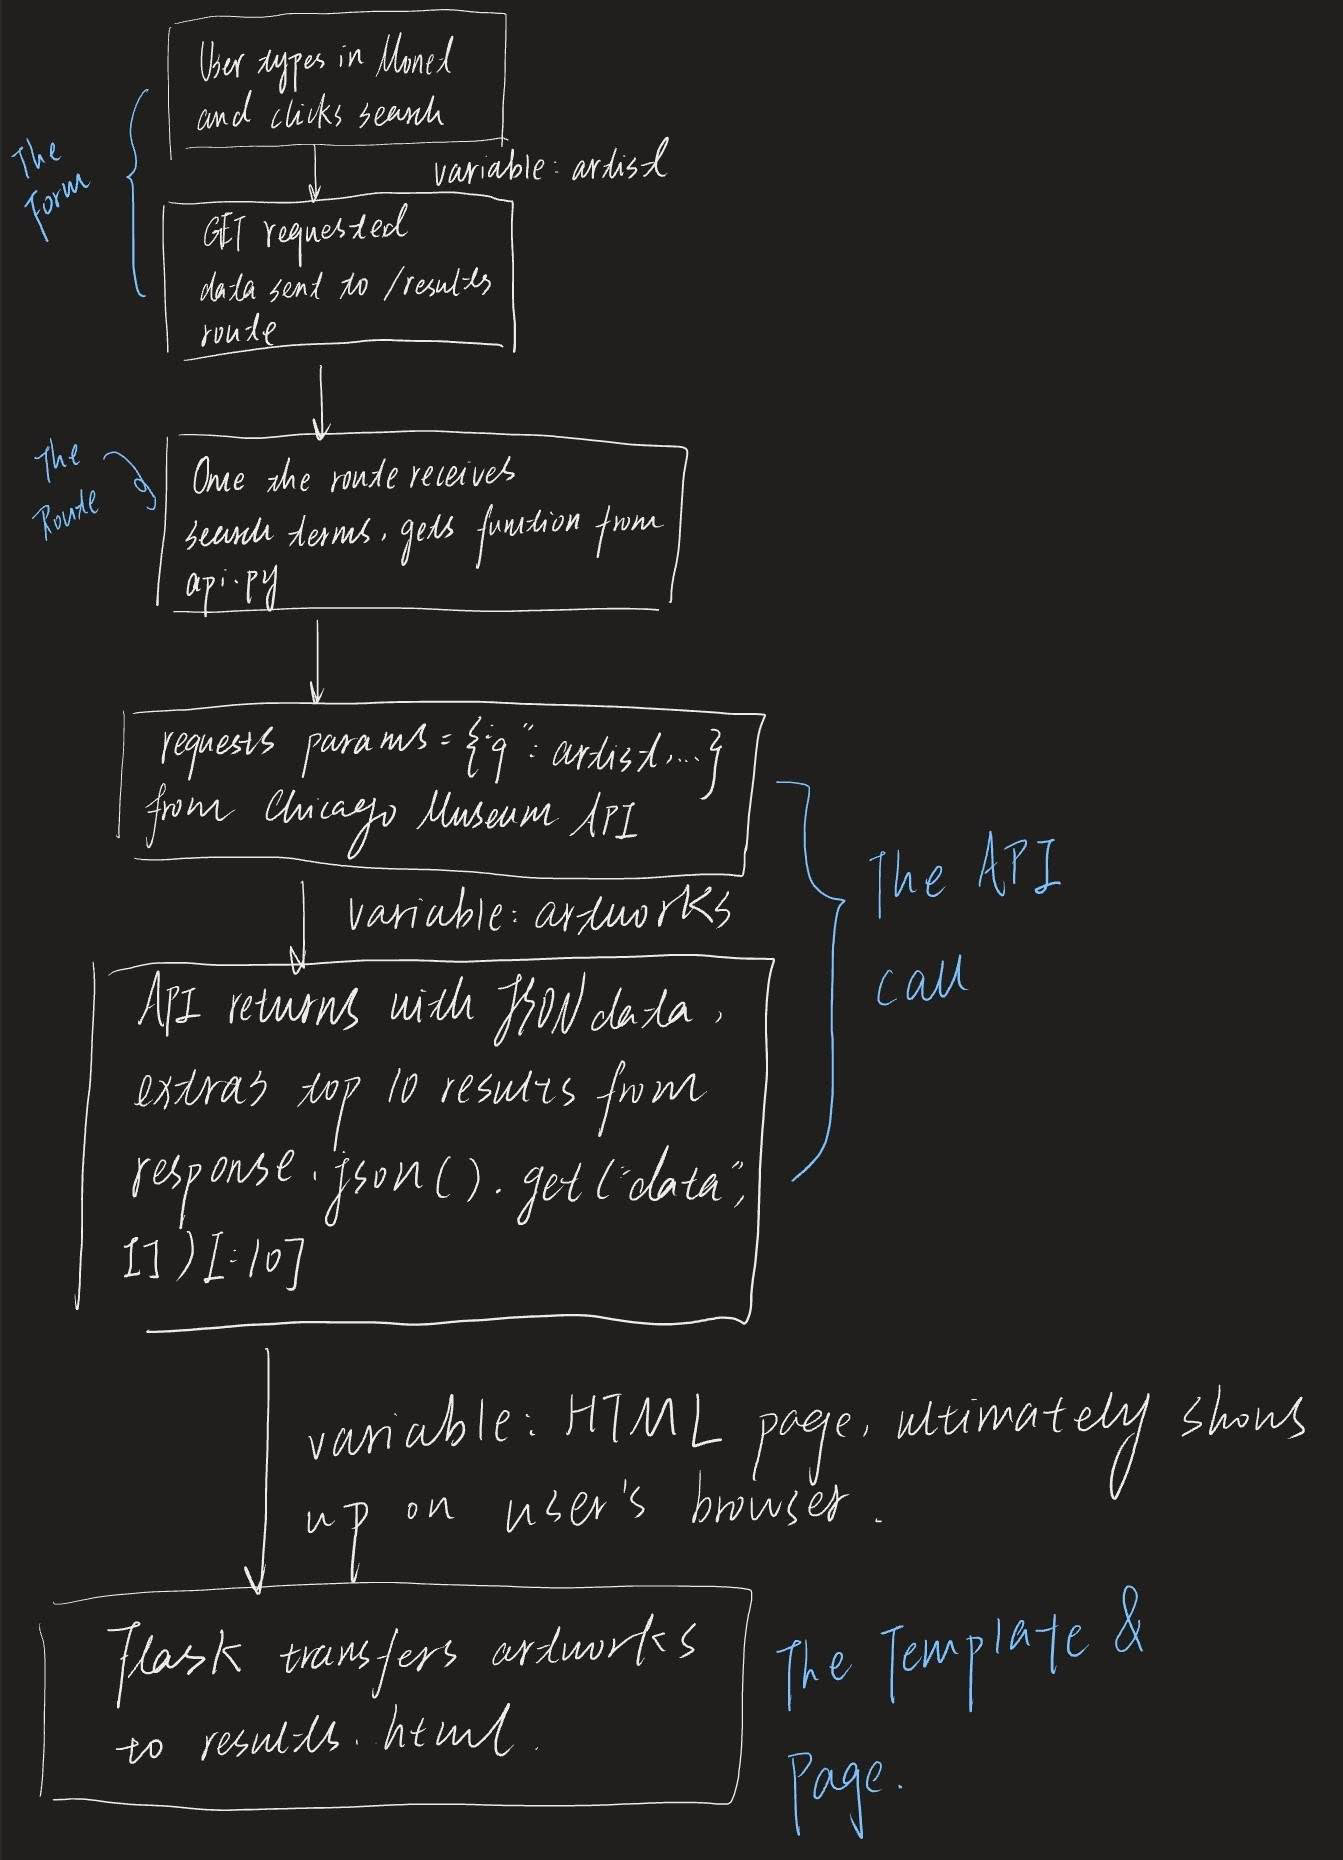 User types in Monet
and clicks search
The
Form
variable: artist
GET requested
data sent to /results
route
The
Route
Once the route receives
search terms, gets function from
api.py
requests params = {"q": artist,...}
from Chicago Museum API
The API
call
variable: artworks
API returns with JSON data,
extras top 10 results from
response.json().get("data",
[])[:10]
variable: HTML page, ultimately shows
up on user's browser.
Flask transfers artworks
to results.html.
The Template &
Page.